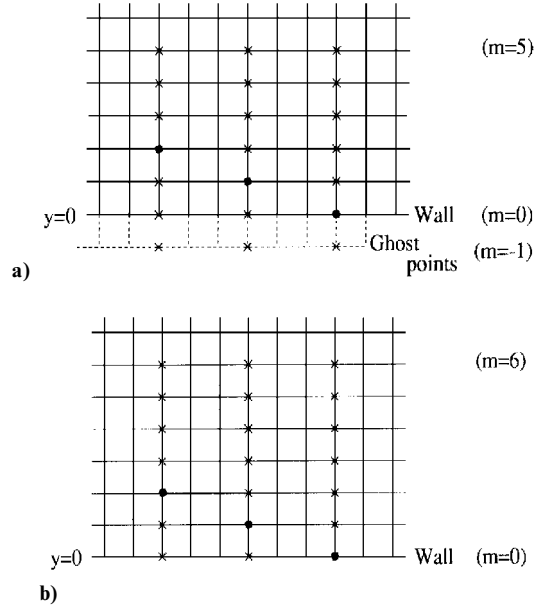 (m=5)
y=0 Wall (m=0)
Ghost
points (m=-1)
a)
(m=6)
y=0 Wall (m=0)
b)